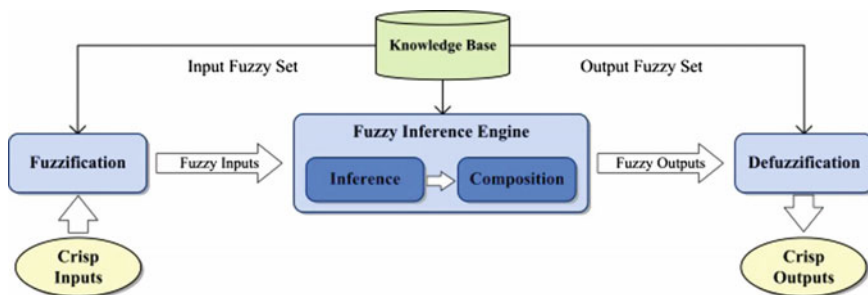 Knowledge Base
Input Fuzzy Set
Output Fuzzy Set
Fuzzification
Fuzzy Inputs
Fuzzy Inference Engine
Inference
Composition
Fuzzy Outputs
Defuzzification
Crisp
Inputs
Crisp
Outputs